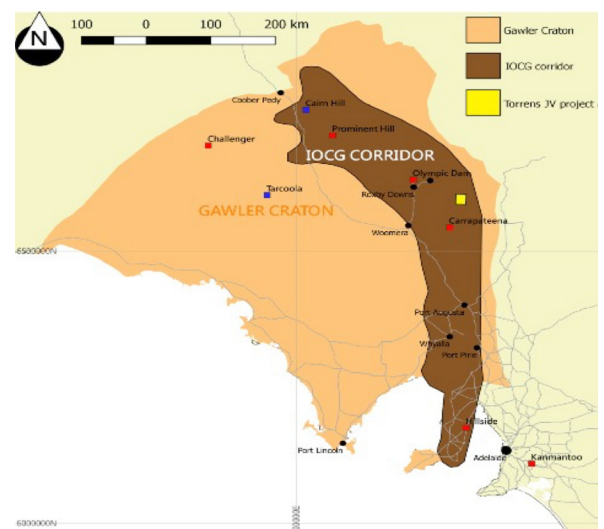 100 0 100 200 km
N
Gawler Craton
IOCG corridor
Torrens JV project
Coober Pedy
Cairn Hill
Challenger
Prominent Hill
IOCG CORRIDOR
Olympic Dam
Roxby Downs
Tarcoola
GAWLER CRATON
Carrapateena
Woomera
6500000N
Port Augusta
Whyalla
Port Pirie
Hillside
Port Lincoln
Adelaide
Kanmantoo
6000000N